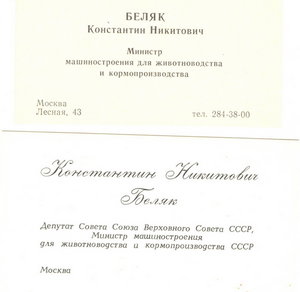 БЕЛЯК
Константин Никитович
Министр
машиностроения для животноводства
и кормопроизводства
Москва
Лесная, 43 тел. 284-38-00
Константин Никитович
Беляк
Депутат Совета Союза Верховного Совета СССР,
Министр машиностроения
для животноводства и кормопроизводства СССР
Москва